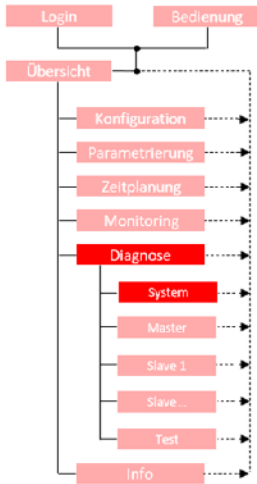 Login
Bedienung
Übersicht
Konfiguration
Parametrierung
Zeitplanung
Monitoring
Diagnose
System
Master
Slave 1
Slave ...
Test
Info